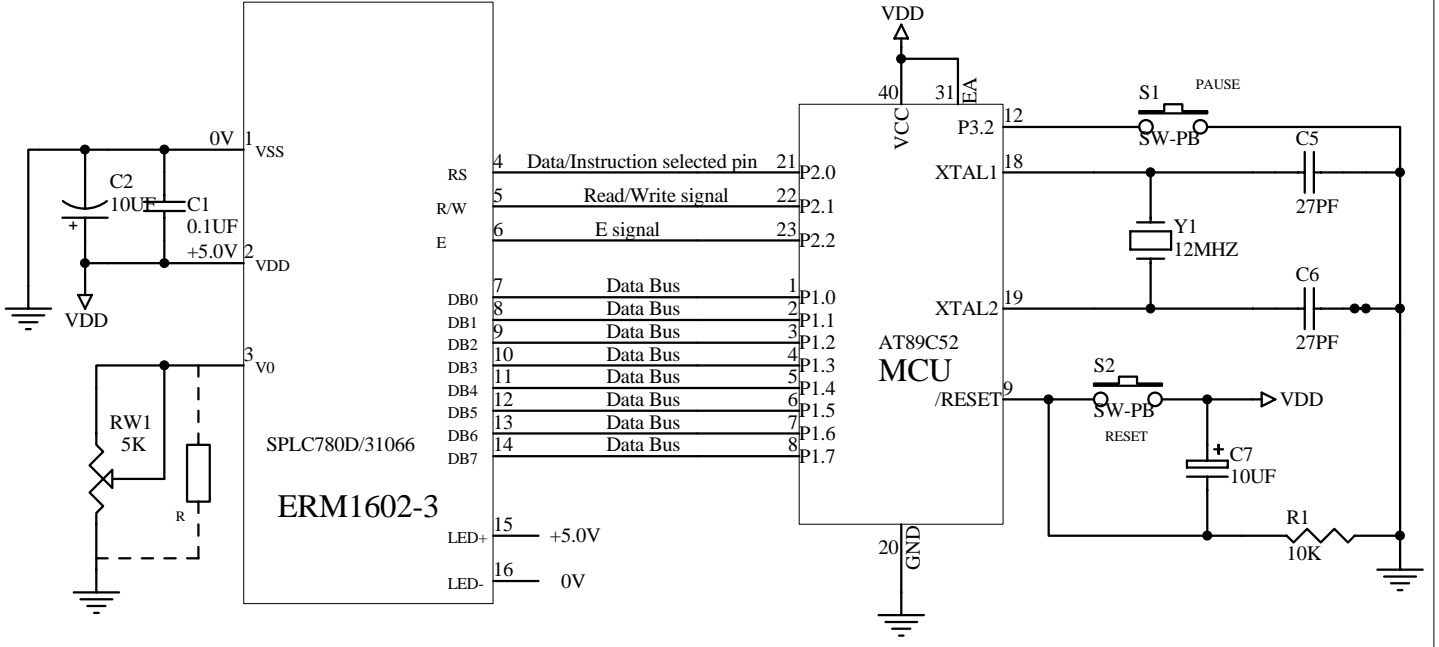 VDD
40
VCC
31
EA
0V
1
VSS
C2
10UF
+
C1
0.1UF
+5.0V
2
VDD
VDD
3
V0
RW1
5K
R
SPLC780D/31066
ERM1602-3
RS
4
Data/Instruction selected pin
21
P2.0
R/W
5
Read/Write signal
22
P2.1
E
6
E signal
23
P2.2
DB0
7
Data Bus
1
P1.0
DB1
8
Data Bus
2
P1.1
DB2
9
Data Bus
3
P1.2
DB3
10
Data Bus
4
P1.3
DB4
11
Data Bus
5
P1.4
DB5
12
Data Bus
6
P1.5
DB6
13
Data Bus
7
P1.6
DB7
14
Data Bus
8
P1.7
LED+
15
+5.0V
LED-
16
0V
AT89C52
MCU
20
GND
P3.2
12
S1
PAUSE
SW-PB
XTAL1
18
C5
27PF
Y1
12MHZ
XTAL2
19
C6
27PF
/RESET
9
S2
SW-PB
RESET
VDD
+
C7
10UF
R1
10K